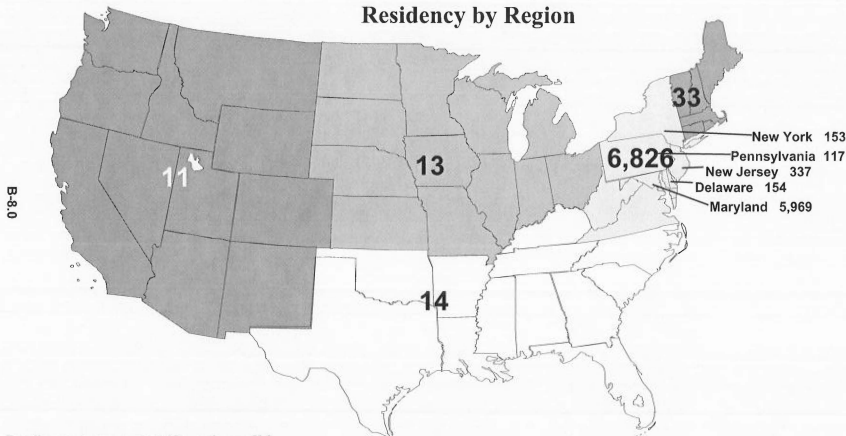 Residency by Region
33
New York 153
6,826
Pennsylvania 117
13
New Jersey 337
11
Delaware 154
Maryland 5,969
B-8.0
14